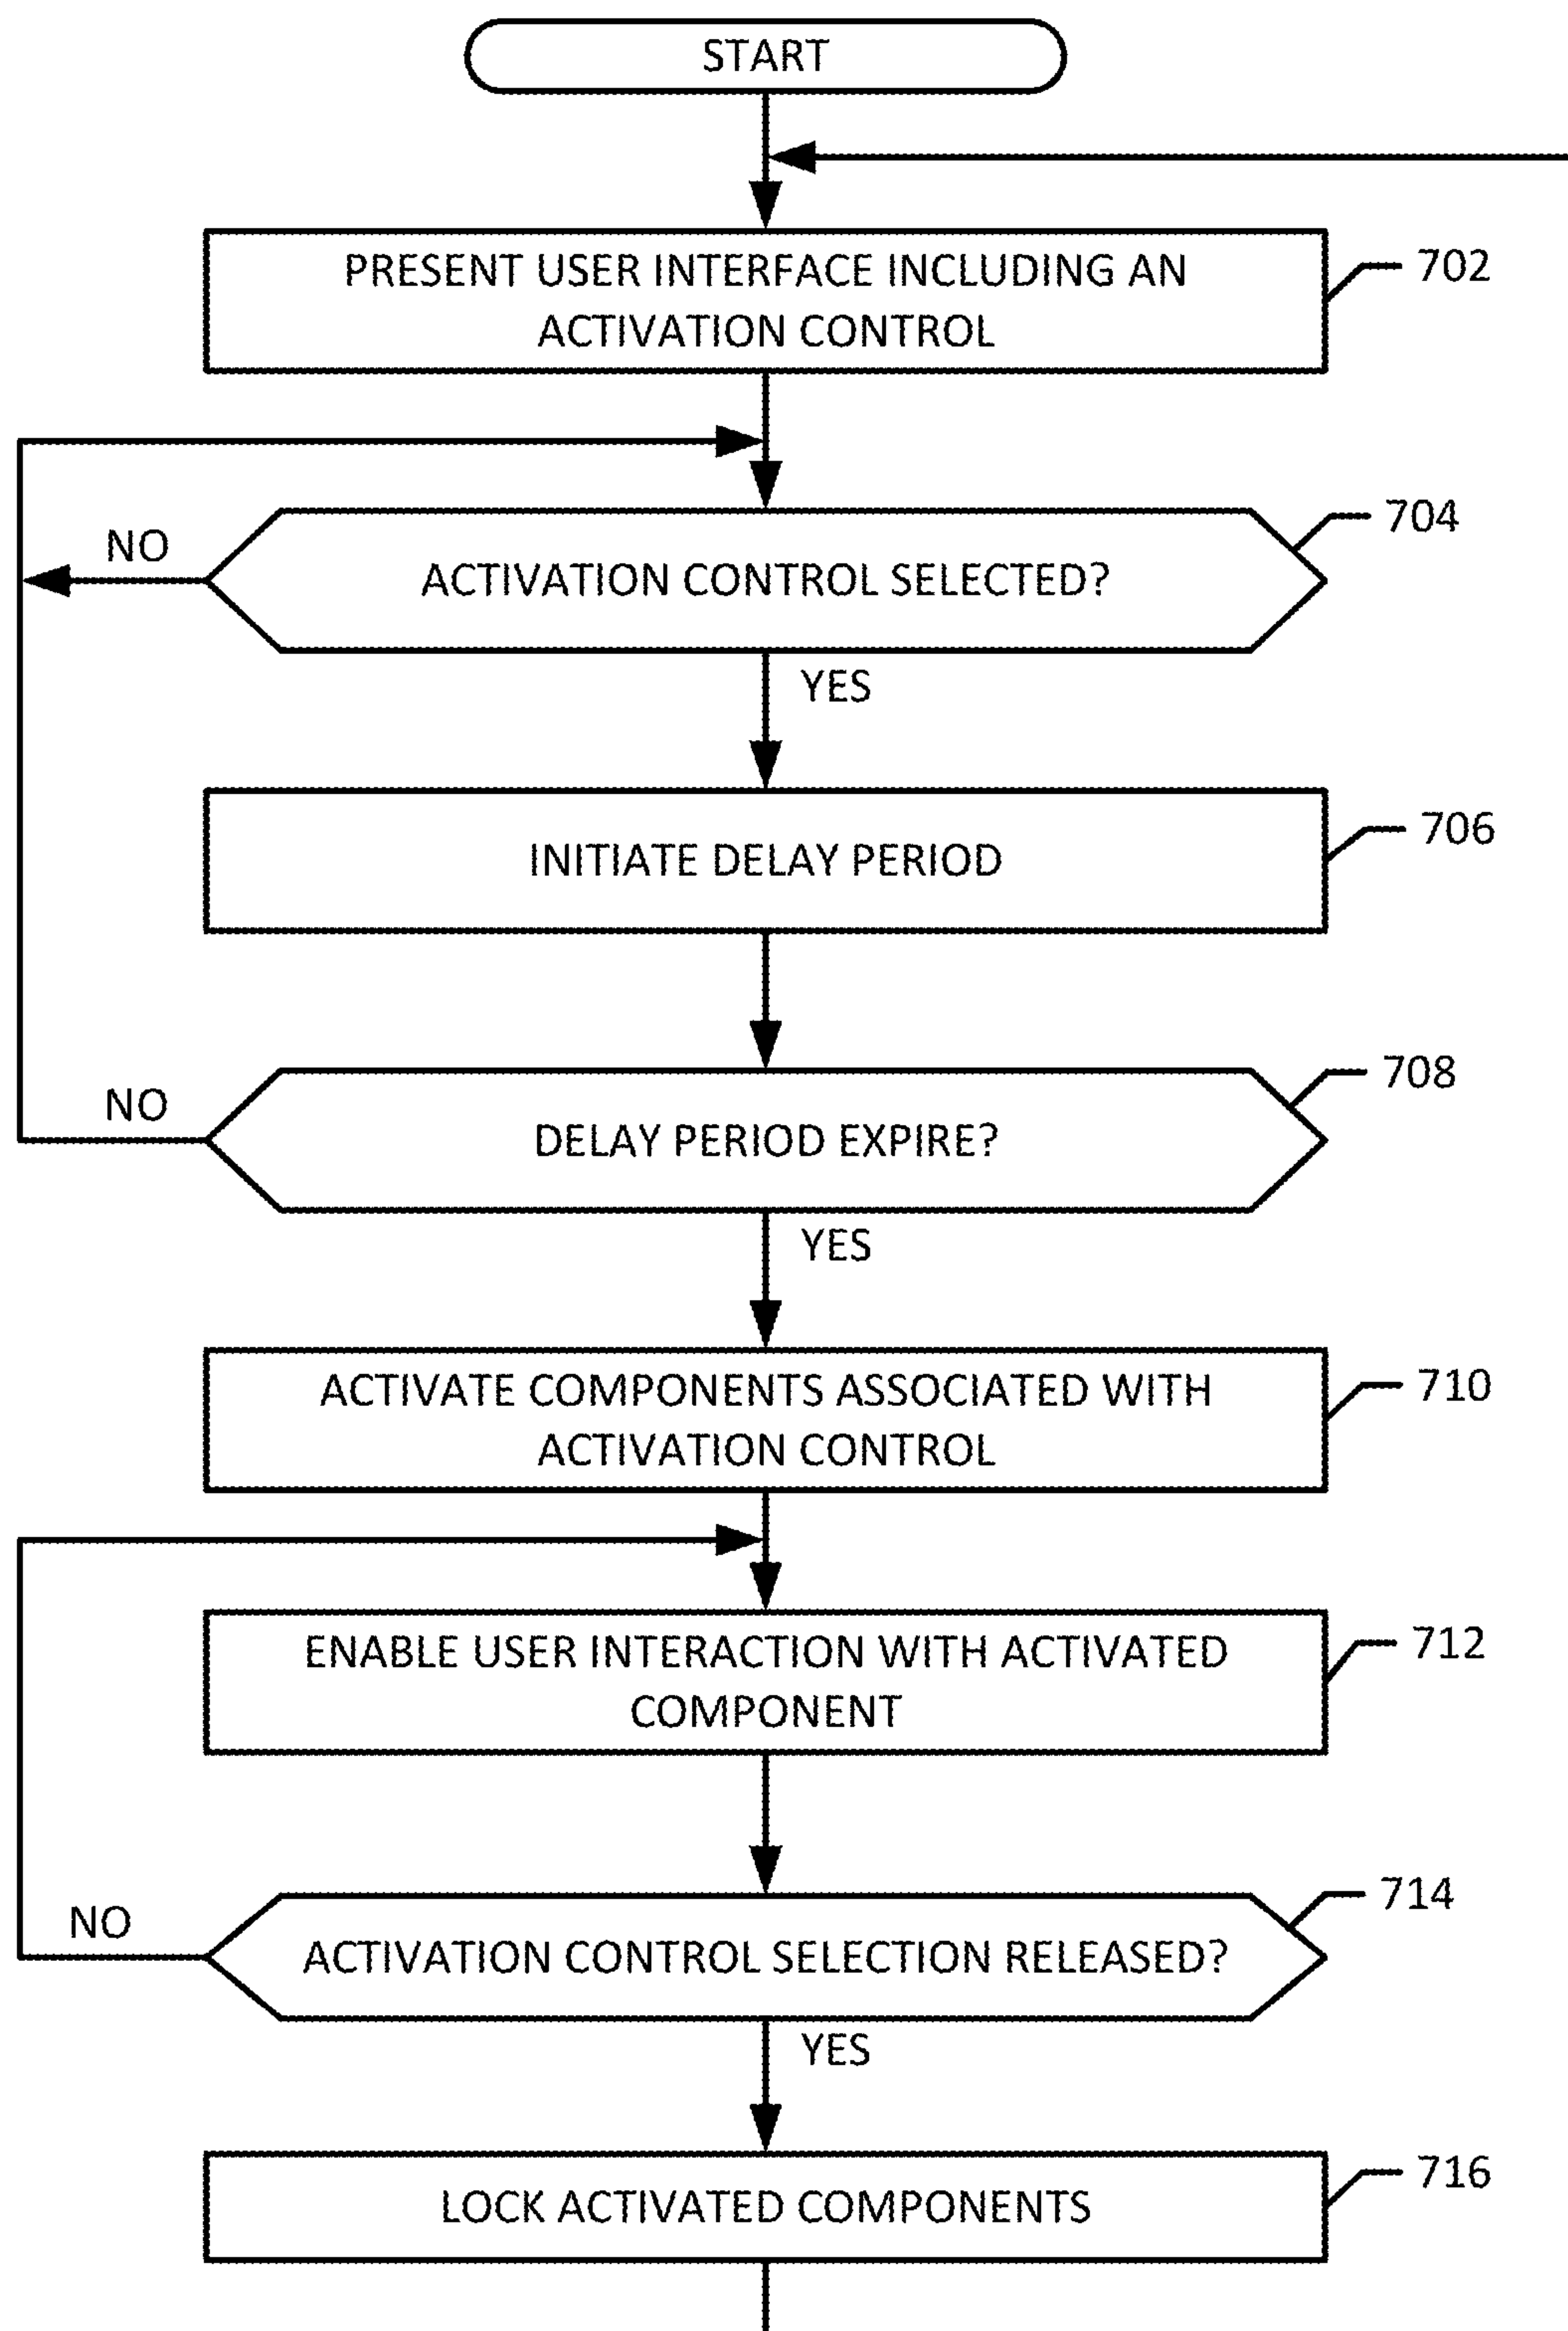 START
PRESENT USER INTERFACE INCLUDING AN
ACTIVATION CONTROL
702
704
NO
ACTIVATION CONTROL SELECTED?
YES
706
INITIATE DELAY PERIOD
708
NO
DELAY PERIOD EXPIRE?
YES
ACTIVATE COMPONENTS ASSOCIATED WITH
ACTIVATION CONTROL
710
ENABLE USER INTERACTION WITH ACTIVATED
COMPONENT
712
714
NO
ACTIVATION CONTROL SELECTION RELEASED?
YES
716
LOCK ACTIVATED COMPONENTS